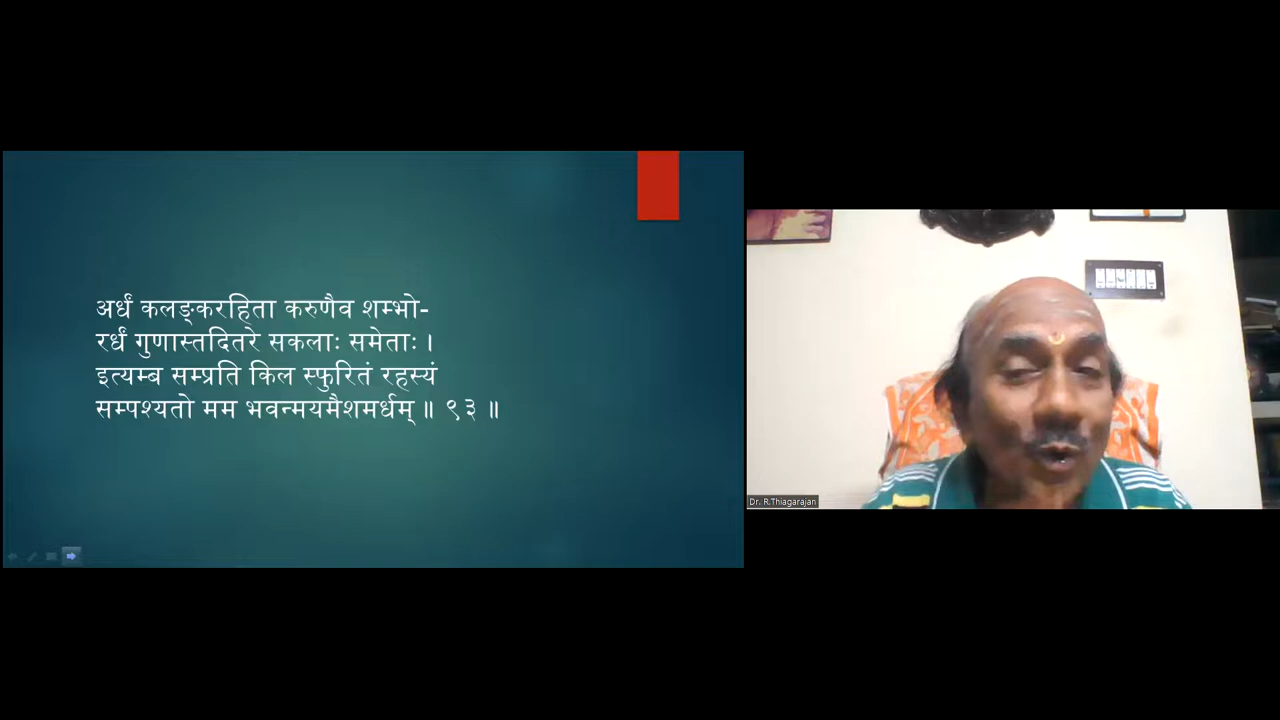 अर्धं कलङ्करहिता करुणैव शम्भो-
रर्धं गुणास्तदितरे सकलाः समेताः ।
इत्यम्ब सम्प्रति किल स्फुरितं रहस्यं
सम्पश्यतो मम भवन्मयमैशमर्धम् ॥ ९३ ॥
Dr. R.Thiagarajan